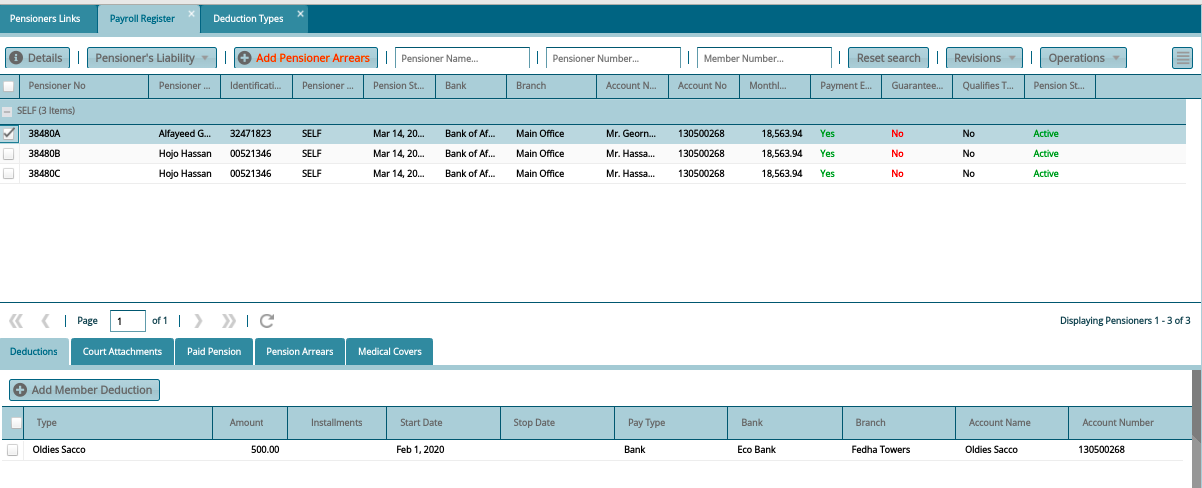 Pensioners Links Payroll Register Deduction Types
Details Pensioner's Liability Add Pensioner Arrears Pensioner Name... Pensioner Number... Member Number... Reset search Revisions Operations
Pensioner No Pensioner ... Identificati... Pensioner ... Pension St... Bank Branch Account N... Account No Monthl... Payment E... Guarantee... Qualifies T... Pension St...
SELF (3 Items)
38480A Alfayeed G... 32471823 SELF Mar 14, 20... Bank of Af... Main Office Mr. Georn... 130500268 18,563.94 Yes No No Active
38480B Hojo Hassan 00521346 SELF Mar 14, 20... Bank of Af... Main Office Mr. Hassa... 130500268 18,563.94 Yes No No Active
38480C Hojo Hassan 00521346 SELF Mar 14, 20... Bank of Af... Main Office Mr. Hassa... 130500268 18,563.94 Yes No No Active
Page 1 of 1 Displaying Pensioners 1 - 3 of 3
Deductions Court Attachments Paid Pension Pension Arrears Medical Covers
Add Member Deduction
Type Amount Installments Start Date Stop Date Pay Type Bank Branch Account Name Account Number
Oldies Sacco 500.00 Feb 1, 2020 Bank Eco Bank Fedha Towers Oldies Sacco 130500268